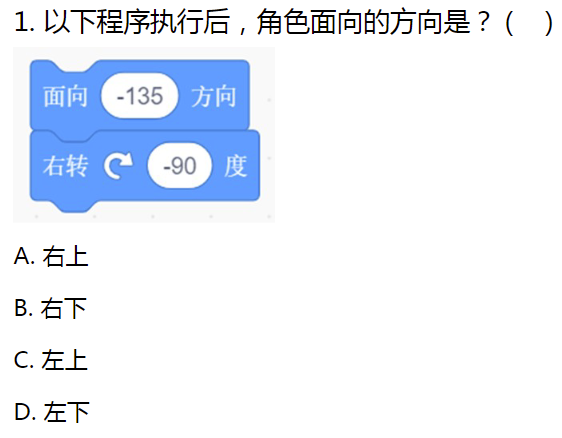 1. 以下程序执行后，角色面向的方向是？（ ）
面向 -135 方向
右转 -90 度
A. 右上
B. 右下
C. 左上
D. 左下